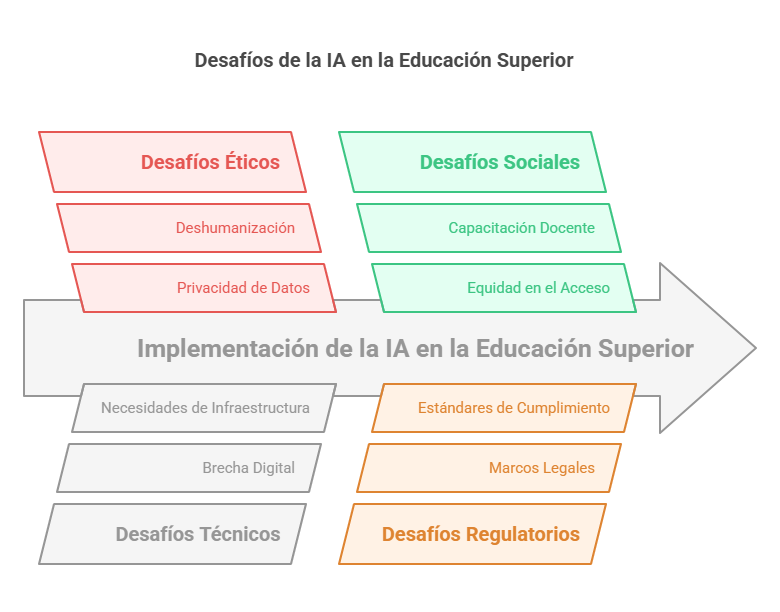 Desafíos de la IA en la Educación Superior
Desafíos Éticos
Deshumanización
Privacidad de Datos
Desafíos Sociales
Capacitación Docente
Equidad en el Acceso
Implementación de la IA en la Educación Superior
Necesidades de Infraestructura
Brecha Digital
Desafíos Técnicos
Estándares de Cumplimiento
Marcos Legales
Desafíos Regulatorios